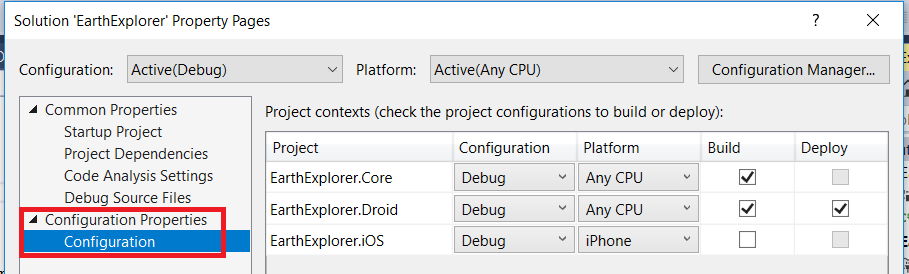 Solution 'EarthExplorer' Property Pages ?
Configuration: Active(Debug) Platform: Active(Any CPU) Configuration Manager...
Common Properties
Startup Project
Project Dependencies
Code Analysis Settings
Debug Source Files
Configuration Properties
Configuration
Project contexts (check the project configurations to build or deploy):
Project Configuration Platform Build Deploy
EarthExplorer.Core Debug Any CPU
EarthExplorer.Droid Debug Any CPU
EarthExplorer.iOS Debug iPhone